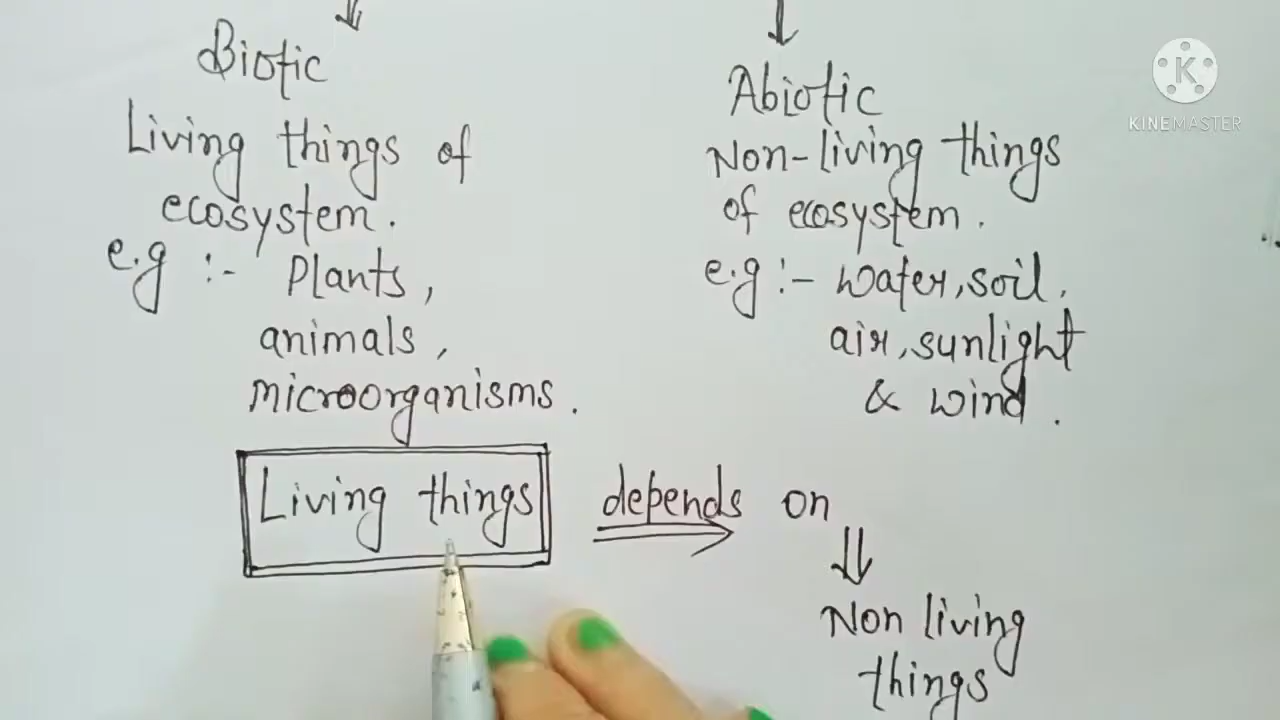 Biotic
Living things of
ecosystem.
e.g :- Plants,
animals,
microorganisms.
Abiotic
Non-living things
of ecosystem.
e.g :- water, soil,
air, sunlight
& wind.
KINEMASTER
Living things depends on
Non living
things